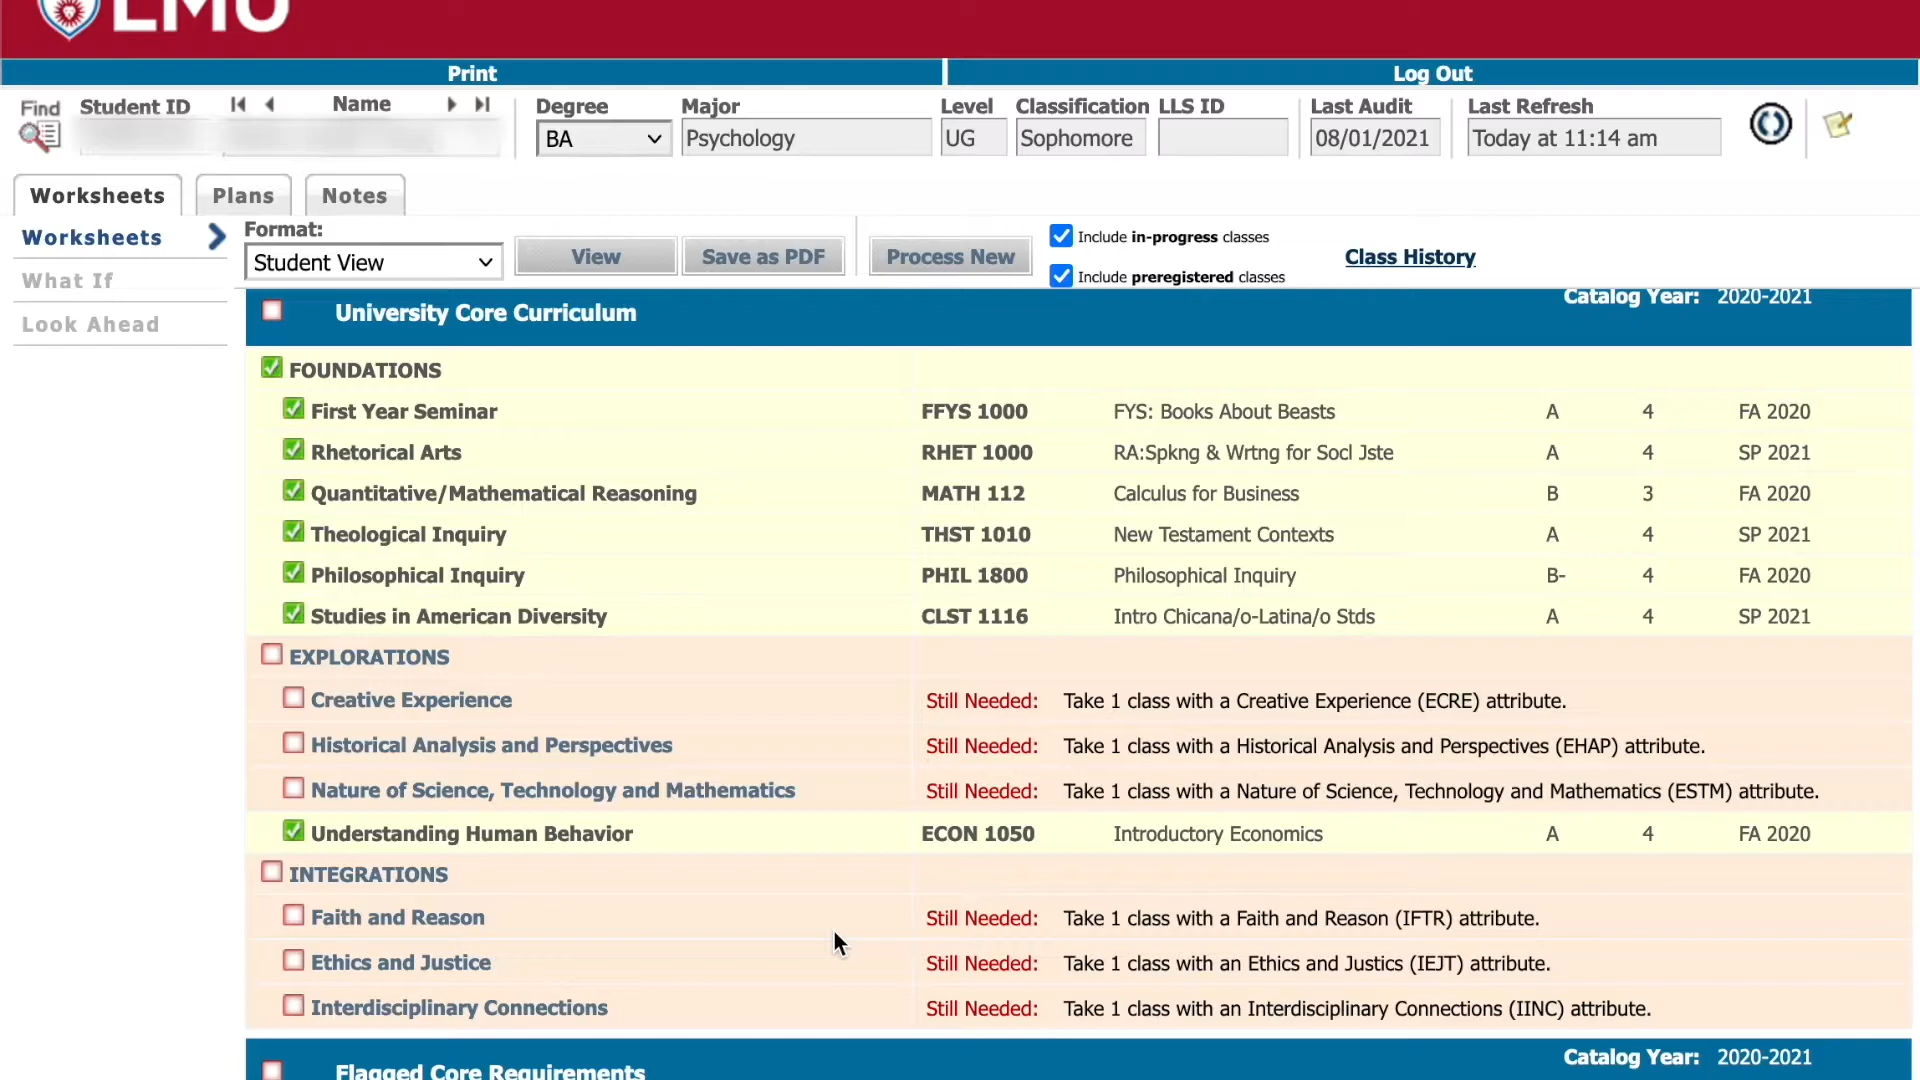 LMU
Print
Log Out
Find
Student ID
Name
Degree
Major
Level
Classification
LLS ID
Last Audit
Last Refresh
BA
Psychology
UG
Sophomore
08/01/2021
Today at 11:14 am
Worksheets
Plans
Notes
Worksheets
What If
Look Ahead
Format:
Student View
View
Save as PDF
Process New
Include in-progress classes
Include preregistered classes
Class History
University Core Curriculum
Catalog Year: 2020-2021
FOUNDATIONS
First Year Seminar FFYS 1000 FYS: Books About Beasts A 4 FA 2020
Rhetorical Arts RHET 1000 RA:Spkng & Wrtng for Socl Jste A 4 SP 2021
Quantitative/Mathematical Reasoning MATH 112 Calculus for Business B 3 FA 2020
Theological Inquiry THST 1010 New Testament Contexts A 4 SP 2021
Philosophical Inquiry PHIL 1800 Philosophical Inquiry B- 4 FA 2020
Studies in American Diversity CLST 1116 Intro Chicana/o-Latina/o Stds A 4 SP 2021
EXPLORATIONS
Creative Experience Still Needed: Take 1 class with a Creative Experience (ECRE) attribute.
Historical Analysis and Perspectives Still Needed: Take 1 class with a Historical Analysis and Perspectives (EHAP) attribute.
Nature of Science, Technology and Mathematics Still Needed: Take 1 class with a Nature of Science, Technology and Mathematics (ESTM) attribute.
Understanding Human Behavior ECON 1050 Introductory Economics A 4 FA 2020
INTEGRATIONS
Faith and Reason Still Needed: Take 1 class with a Faith and Reason (IFTR) attribute.
Ethics and Justice Still Needed: Take 1 class with an Ethics and Justics (IEJT) attribute.
Interdisciplinary Connections Still Needed: Take 1 class with an Interdisciplinary Connections (IINC) attribute.
Flagged Core Requirements
Catalog Year: 2020-2021